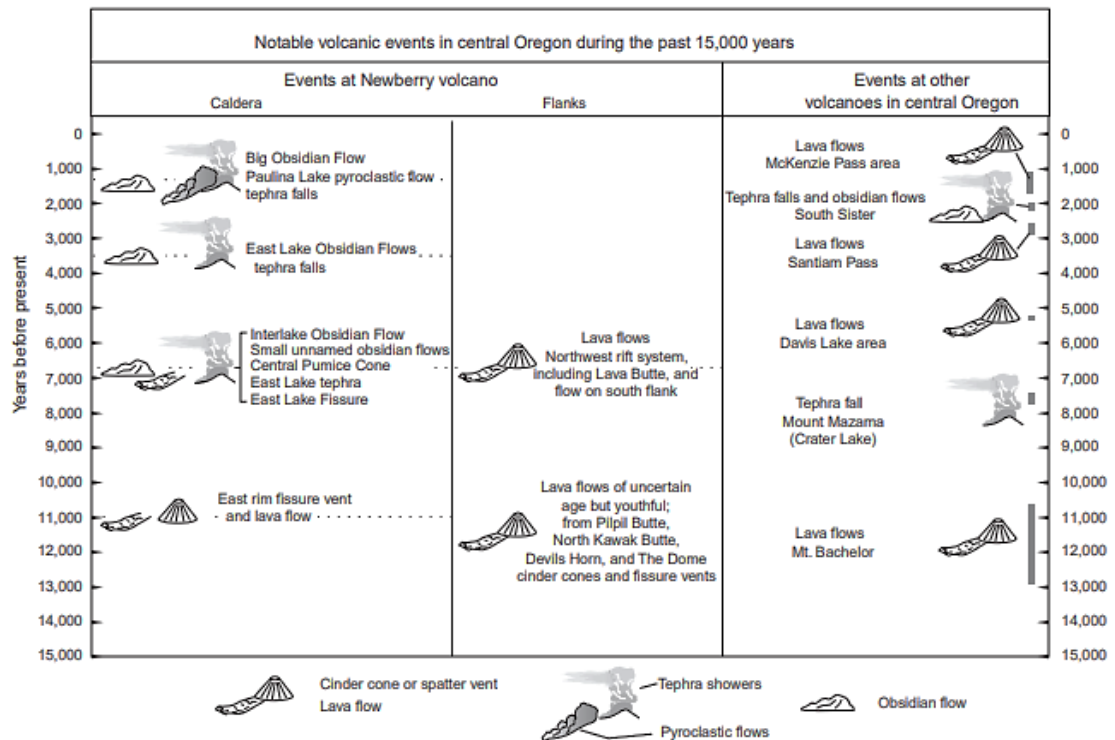 Notable volcanic events in central Oregon during the past 15,000 years
Events at Newberry volcano
Caldera
Flanks
Events at other
volcanoes in central Oregon
Years before present
0
1,000
2,000
3,000
4,000
5,000
6,000
7,000
8,000
9,000
10,000
11,000
12,000
13,000
14,000
15,000
Big Obsidian Flow
Paulina Lake pyroclastic flow
tephra falls
East Lake Obsidian Flows
tephra falls
Interlake Obsidian Flow
Small unnamed obsidian flows
Central Pumice Cone
East Lake tephra
East Lake Fissure
East rim fissure vent
and lava flow
Lava flows
Northwest rift system,
including Lava Butte, and
flow on south flank
Lava flows of uncertain
age but youthful;
from Pilpil Butte,
North Kawak Butte,
Devils Horn, and The Dome
cinder cones and fissure vents
Lava flows
McKenzie Pass area
Tephra falls and obsidian flows
South Sister
Lava flows
Santiam Pass
Lava flows
Davis Lake area
Tephra fall
Mount Mazama
(Crater Lake)
Lava flows
Mt. Bachelor
0
1,000
2,000
3,000
4,000
5,000
6,000
7,000
8,000
9,000
10,000
11,000
12,000
13,000
14,000
15,000
Cinder cone or spatter vent
Lava flow
Tephra showers
Pyroclastic flows
Obsidian flow